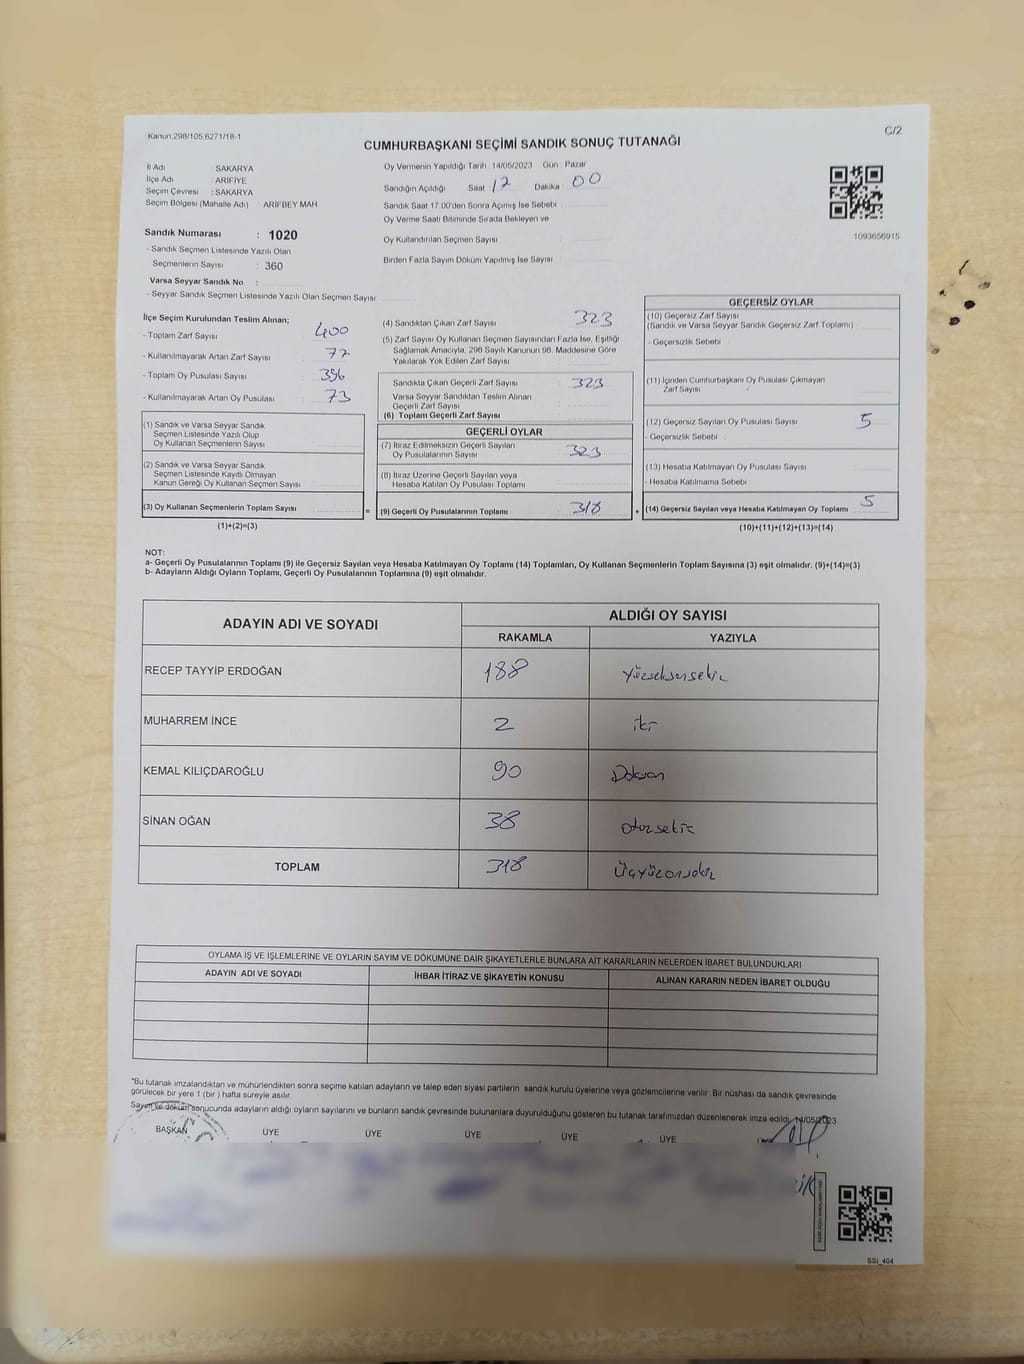 Kanun.298/105,6271/18-1
C/2
CUMHURBAŞKANI SEÇİMİ SANDIK SONUÇ TUTANAĞI
İl Adı SAKARYA
İlçe Adı ARİFİYE
Seçim Çevresi : SAKARYA
Seçim Bölgesi (Mahalle Adı) : ARİFBEY MAH
Sandık Numarası : 1020
- Sandık Seçmen Listesinde Yazılı Olan
Seçmenlerin Sayısı : 360
Varsa Seyyar Sandık No :
- Seyyar Sandık Listesinde Yazılı Olan Seçmen Sayısı
Oy Vermenin Yapıldığı Tarih : 14/05/2023 Gün : Pazar
Sandığın Açıldığı Saat 17 Dakika 00
Sandık Saat 17.00'den Sonra Açımış İse Sebebi
Oy Verme Saati Bitiminde Sırada Bekleyen ve
Oy Kullandırılan Seçmen Sayısı
Birden Fazla Sayım Döküm Yapılmış İse Sayısı
1093656915
İlçe Seçim Kurulundan Teslim Alınan;
- Toplam Zarf Sayısı 400
- Kullanılmayarak Artan Zarf Sayısı 77
- Toplam Oy Pusulası Sayısı 396
- Kullanılmayarak Artan Oy Pusulası 73
(1) Sandık ve Varsa Seyyar Sandık
Seçmen Listesinde Yazılı Olup
Oy Kullanan Seçmenlerin Sayısı
(2) Sandık ve Varsa Seyyar Sandık
Seçmen Listesinde Kayıtlı Olmayan
Kanun Gereği Oy Kullanan Seçmen Sayısı
(3) Oy Kullanan Seçmenlerin Toplam Sayısı
(1)+(2)=(3)
(4) Sandıktan Çıkan Zarf Sayısı 323
(5) Zarf Sayısı Oy Kullanan Seçmen Sayısından Fazla İse, Eşitliği
Sağlamak Amacıyla, 298 Sayılı Kanunun 98. Maddesine Göre
Yakılarak Yok Edilen Zarf Sayısı
Sandıkta Çıkan Geçerli Zarf Sayısı 323
Varsa Seyyar Sandıktan Teslim Alınan
Geçerli Zarf Sayısı
(6) Toplam Geçerli Zarf Sayısı
GEÇERLİ OYLAR
(7) İtiraz Edilmeksizin Geçerli Sayılan
Oy Pusulalarının Sayısı 323
(8) İtiraz Üzerine Geçerli Sayılan veya
Hesaba Katılan Oy Pusulası Toplamı
= (9) Geçerli Oy Pusulalarının Toplamı 318
GEÇERSİZ OYLAR
(10) Geçersiz Zarf Sayısı
(Sandık ve Varsa Seyyar Sandık Geçersiz Zarf Toplamı)
- Geçersizlik Sebebi :
(11) İçinden Cumhurbaşkanı Oy Pusulası Çıkmayan
Zarf Sayısı
(12) Geçersiz Sayılan Oy Pusulası Sayısı 5
- Geçersizlik Sebebi :
(13) Hesaba Katılmayan Oy Pusulası Sayısı
- Hesaba Katılmama Sebebi :
+ (14) Geçersiz Sayılan veya Hesaba Katılmayan Oy Toplamı 5
(10)+(11)+(12)+(13)=(14)
NOT:
a- Geçerli Oy Pusulalarının Toplamı (9) ile Geçersiz Sayılan veya Hesaba Katılmayan Oy Toplamı (14) Toplamları, Oy Kullanan Seçmenlerin Toplam Sayısına (3) eşit olmalıdır. (9)+(14)=(3)
b- Adayların Aldığı Oyların Toplamı, Geçerli Oy Pusulalarının Toplamına (9) eşit olmalıdır.
ADAYIN ADI VE SOYADI ALDIĞI OY SAYISI
RAKAMLA YAZIYLA
RECEP TAYYİP ERDOĞAN 188 Yüzseksensekiz
MUHARREM İNCE 2 iki
KEMAL KILIÇDAROĞLU 90 Doksan
SİNAN OĞAN 38 otuzsekiz
TOPLAM 318 Üçyüzonsekiz
OYLAMA İŞ VE İŞLEMLERİNE VE OYLARIN SAYIM VE DÖKÜMÜNE DAİR ŞİKAYETLERLE BUNLARA AİT KARARLARIN NELERDEN İBARET BULUNDUKLARI
ADAYIN ADI VE SOYADI İHBAR İTİRAZ VE ŞİKAYETİN KONUSU ALINAN KARARIN NEDEN İBARET OLDUĞU
"Bu tutanak imzalandıktan ve mühürlendikten sonra seçime katılan adayların ve talep eden siyasi partilerin sandık kurulu üyelerine veya gözlemcilerine verilir. Bir nüshası da sandık çevresinde
görülecek bir yere 1 (bir ) hafta süreyle asılır.
Sayım ve döküm sonucunda adayların aldığı oyların sayılarını ve bunların sandık çevresinde bulunanlara duyurulduğunu gösteren bu tutanak tarafımızdan düzenlenerek imza edildi. 14/05/2023
BAŞKAN ÜYE ÜYE ÜYE ÜYE ÜYE
SSI_404